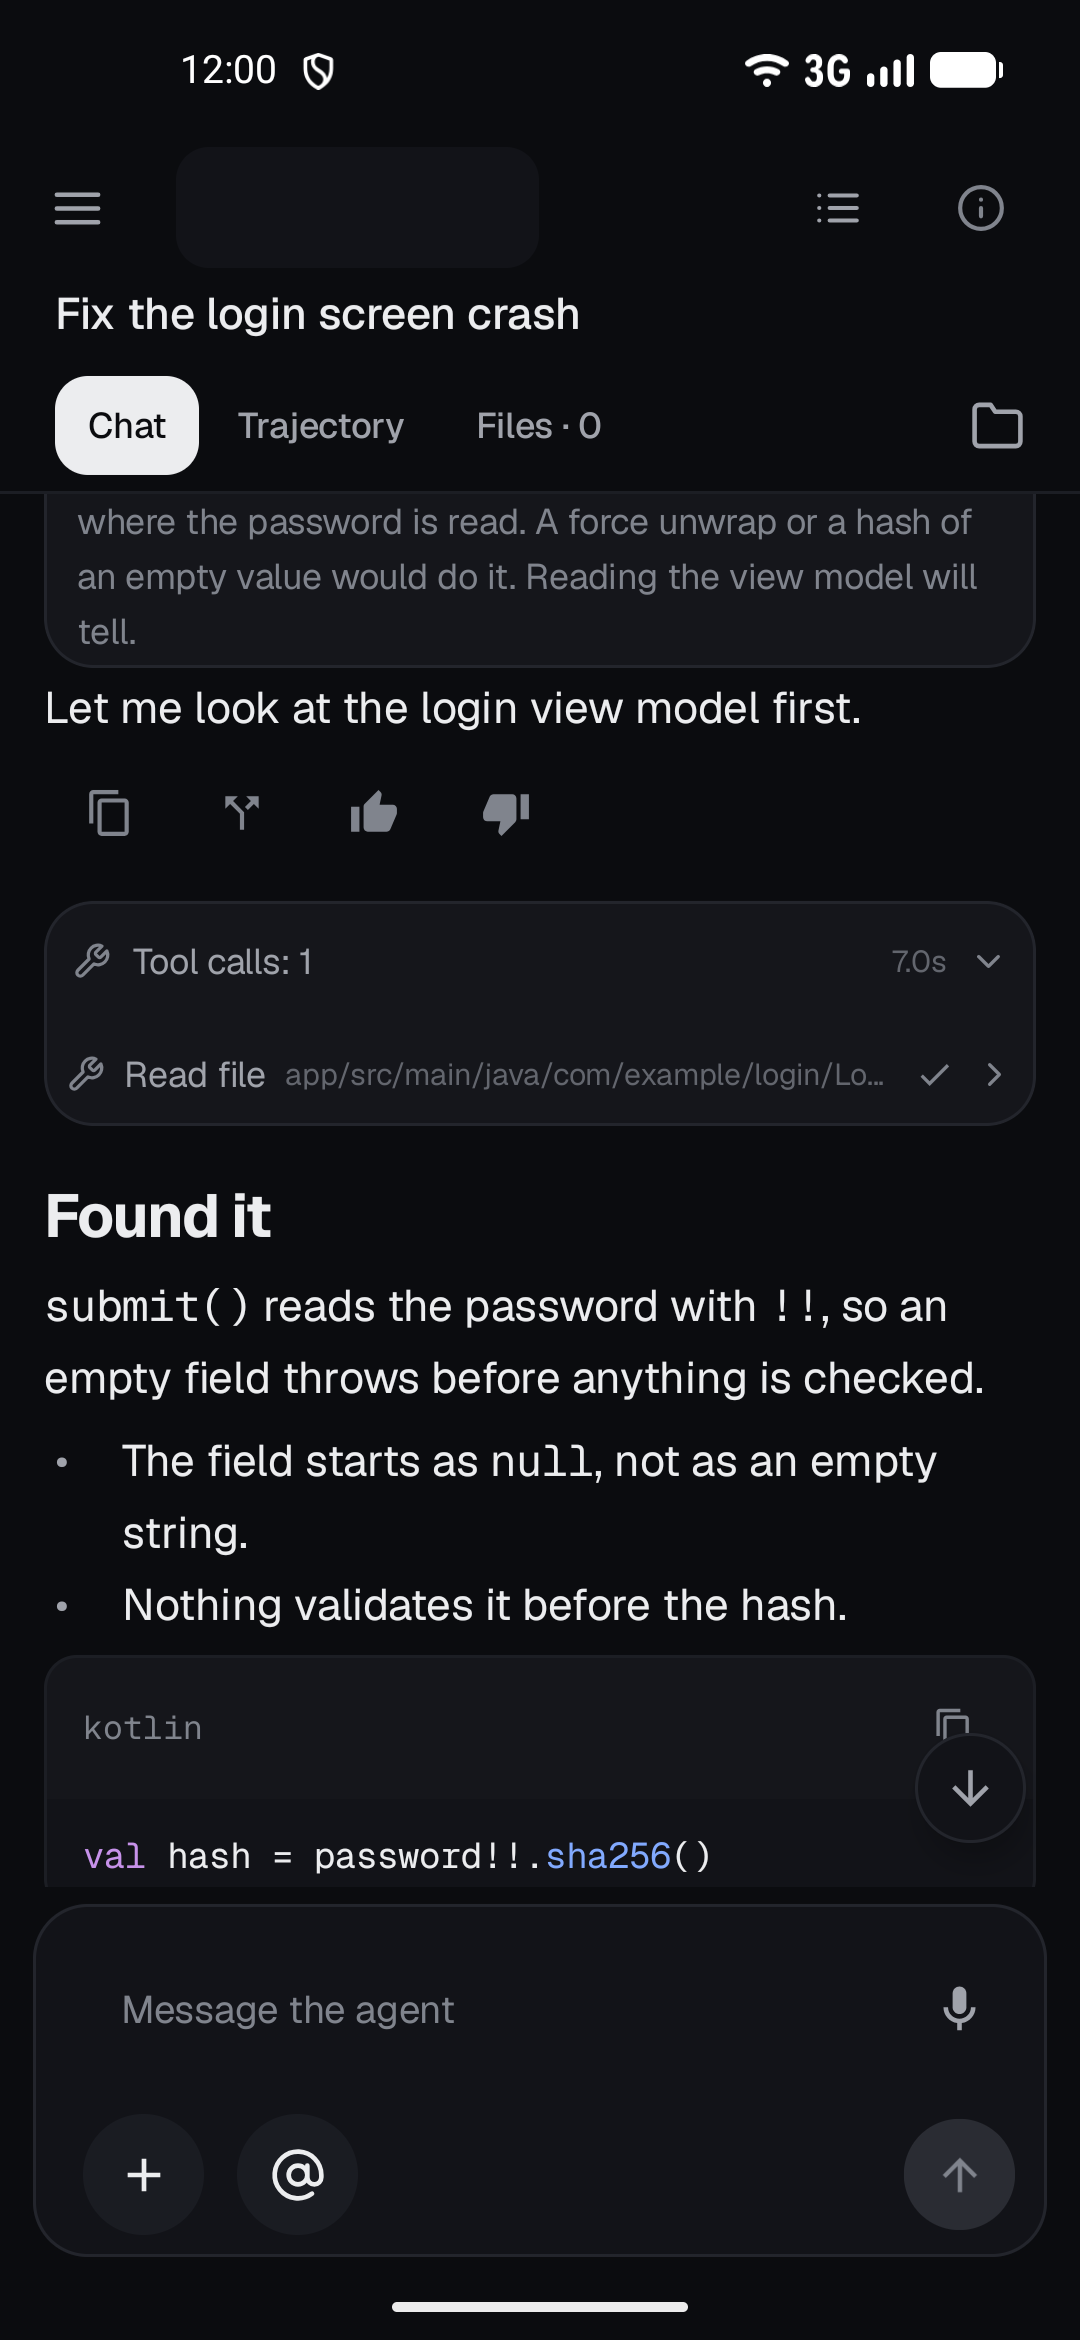 12:00
3G
Fix the login screen crash
Chat
Trajectory
Files · 0
where the password is read. A force unwrap or a hash of
an empty value would do it. Reading the view model will
tell.
Let me look at the login view model first.
Tool calls: 1
7.0s
Read file app/src/main/java/com/example/login/Lo...
Found it
submit() reads the password with !!, so an
empty field throws before anything is checked.
• The field starts as null, not as an empty
string.
• Nothing validates it before the hash.
kotlin
val hash = password!!.sha256()
Message the agent